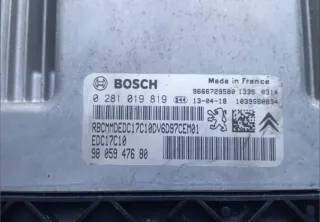 BOSCH
Made in France
9666729580 1339 0314
0 281 019 819 13-04-18 1039S08834
RBCMMDEDC17C10DV6D97CEM01
EDC17C10
98 059 476 80